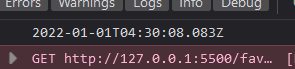 Errors Warnings Logs Info Debug
2022-01-01T04:30:08.083Z
GET http://127.0.0.1:5500/fav… [